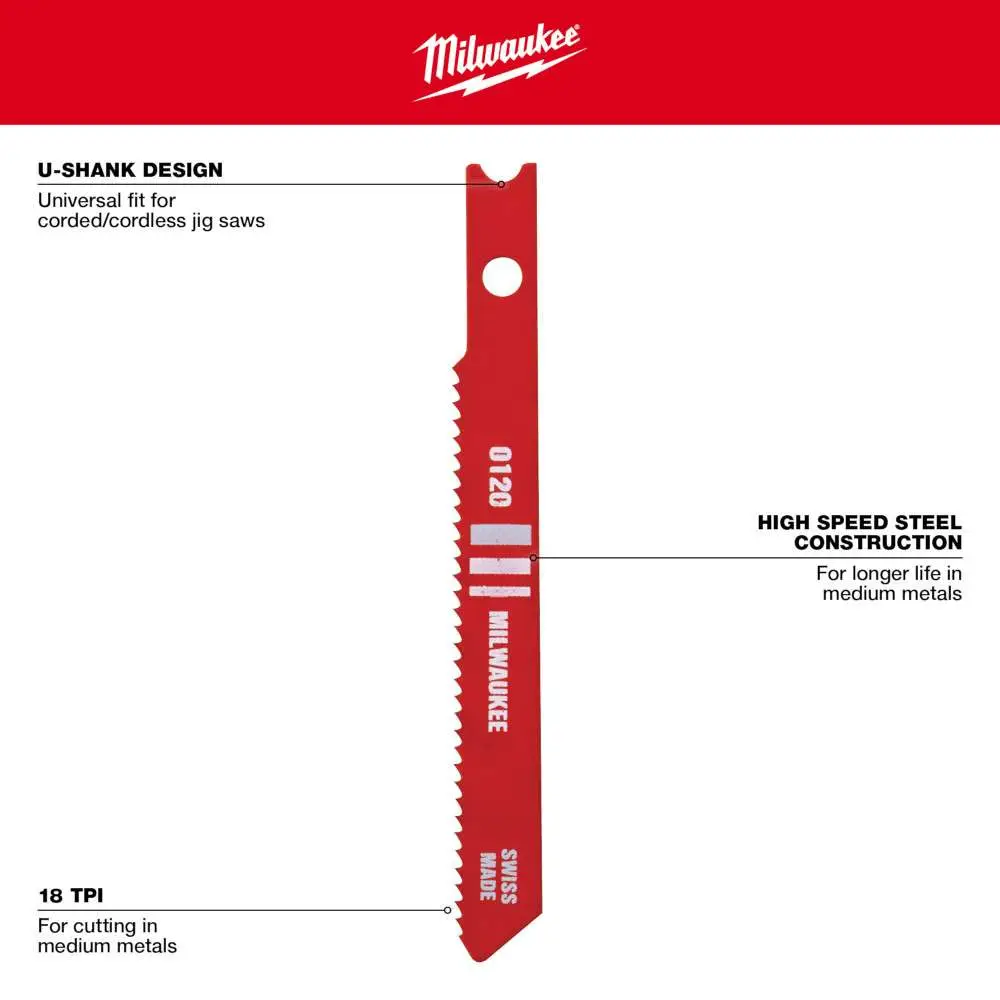 Milwaukee
U-SHANK DESIGN
Universal fit for
corded/cordless jig saws
0120
HIGH SPEED STEEL
CONSTRUCTION
For longer life in
medium metals
MILWAUKEE
SWISS
MADE
18 TPI
For cutting in
medium metals